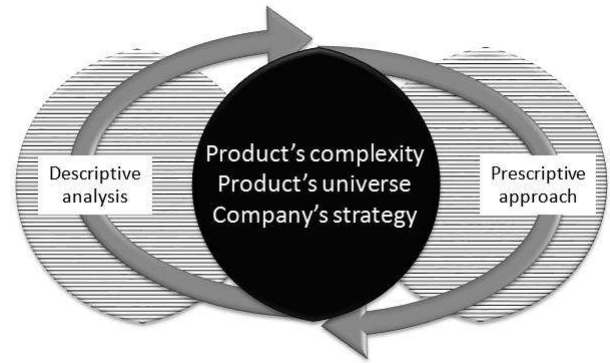 Descriptive
analysis
Product's complexity
Product's universe
Company's strategy
Prescriptive
approach